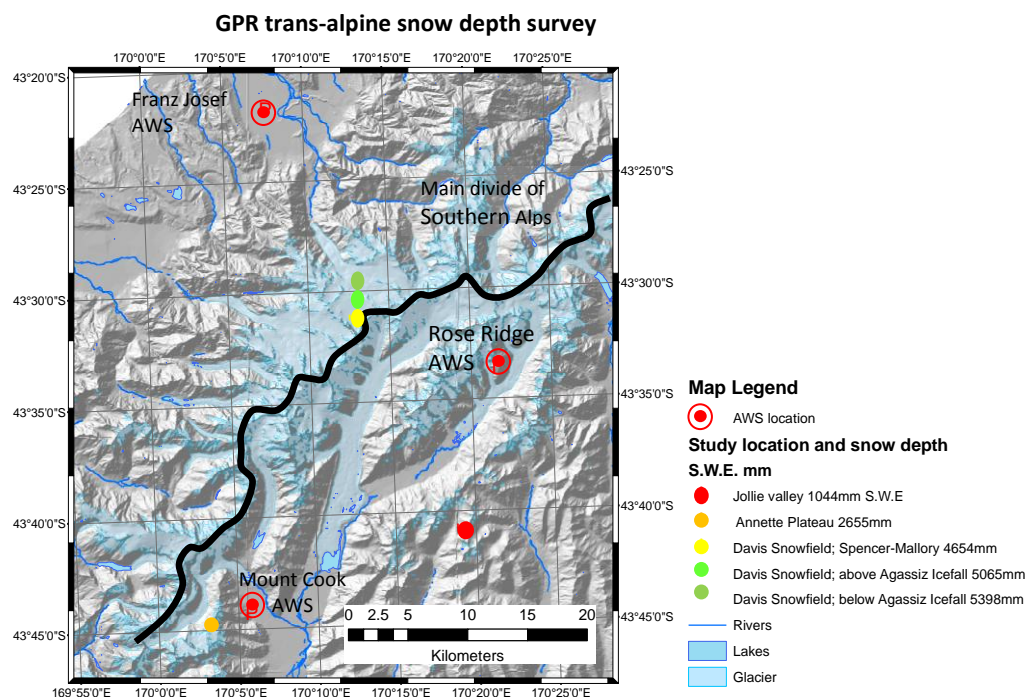 GPR trans-alpine snow depth survey
170°0'0"E 170°5'0"E 170°10'0"E 170°15'0"E 170°20'0"E 170°25'0"E
43°20'0"S
Franz Josef
AWS
43°25'0"S
43°25'0"S
Main divide of
Southern Alps
43°30'0"S
43°30'0"S
Rose Ridge
AWS
43°35'0"S
43°35'0"S
43°40'0"S
43°40'0"S
Mount Cook
AWS
43°45'0"S
43°45'0"S
0 2.5 5 10 15 20
Kilometers
169°55'0"E 170°0'0"E 170°5'0"E 170°10'0"E 170°15'0"E 170°20'0"E 170°25'0"E
Map Legend
AWS location
Study location and snow depth
S.W.E. mm
Jollie valley 1044mm S.W.E
Annette Plateau 2655mm
Davis Snowfield; Spencer-Mallory 4654mm
Davis Snowfield; above Agassiz Icefall 5065mm
Davis Snowfield; below Agassiz Icefall 5398mm
Rivers
Lakes
Glacier